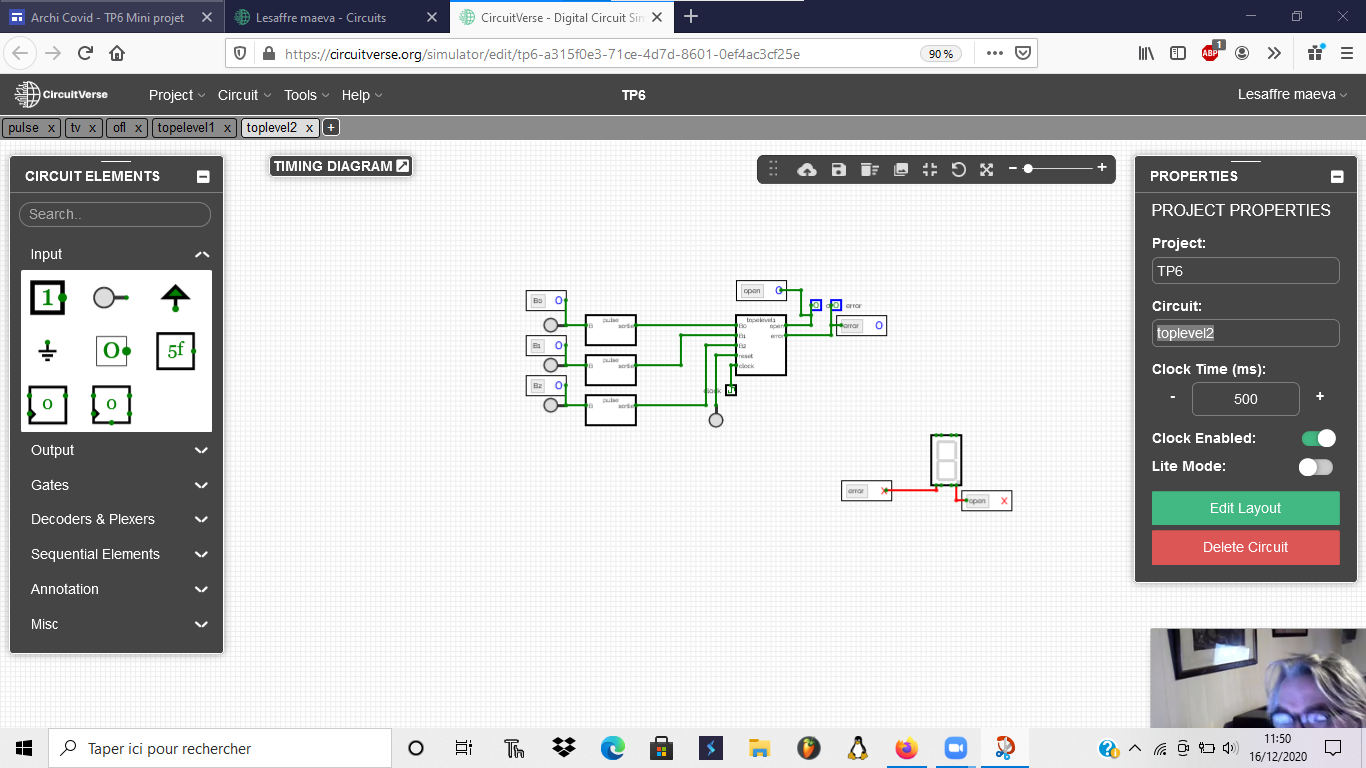 Archi Covid - TP6 Mini projet
Lesaffre maeva - Circuits
CircuitVerse - Digital Circuit Sim
https://circuitverse.org/simulator/edit/tp6-a315f0e3-71ce-4d7d-8601-0ef4ac3cf25e
90 %
ABP
1
CircuitVerse
Project
Circuit
Tools
Help
TP6
Lesaffre maeva
pulse x
tv x
ofl x
topelevel1 x
toplevel2 x
+
CIRCUIT ELEMENTS
Search..
Input
1
0
5f
0
0
Output
Gates
Decoders & Plexers
Sequential Elements
Annotation
Misc
TIMING DIAGRAM
open 0
B0 0
0 0 error
pulse
B sortie
topelevel1
B0 open
B1 error
B2
reset
clock
error 0
B1 0
pulse
B sortie
B2 0
clock
pulse
B sortie
error X
open X
PROPERTIES
PROJECT PROPERTIES
Project:
TP6
Circuit:
toplevel2
Clock Time (ms):
- 500 +
Clock Enabled:
Lite Mode:
Edit Layout
Delete Circuit
Taper ici pour rechercher
11:50
16/12/2020